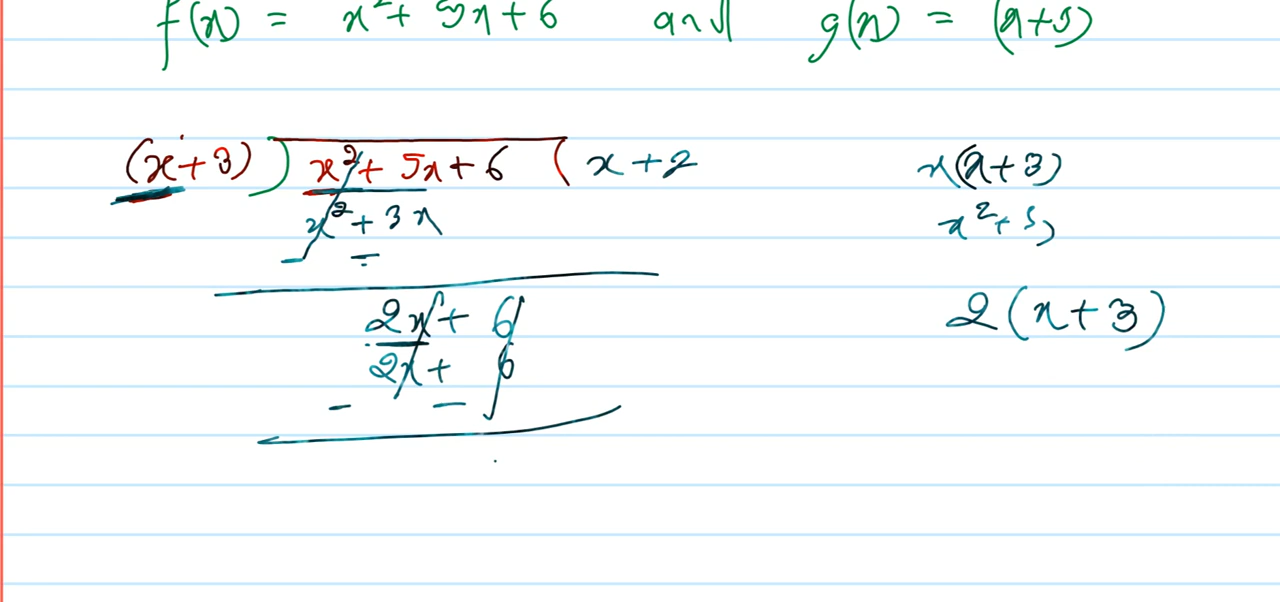 f(x) = x² + 5x + 6 and g(x) = (x+3)
(x+3) ) x² + 5x + 6 ( x + 2
x(x+3)
x² + 3x
x² + 3
2x + 6
2(x+3)
2x + 6